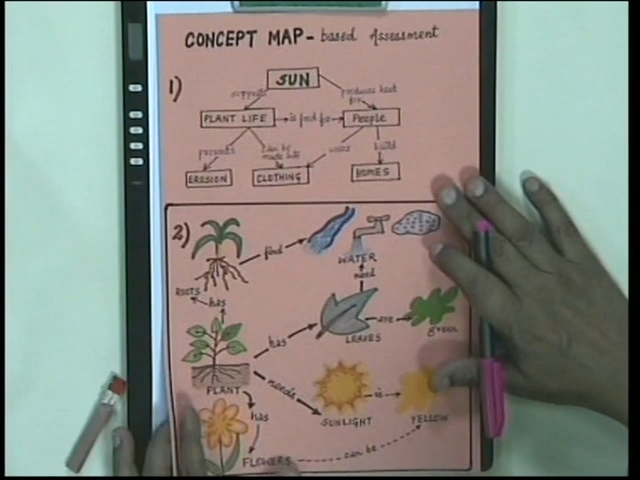 CONCEPT MAP - based Assessment
1)
SUN
supports
produces heat for
PLANT LIFE
is food for
People
prevents
can be made into
wear
build
EROSION
CLOTHING
HOMES
2)
find
WATER
ROOTS
has
need
has
LEAVES
are
green
PLANT
needs
has
SUNLIGHT
is
YELLOW
FLOWERS
can be